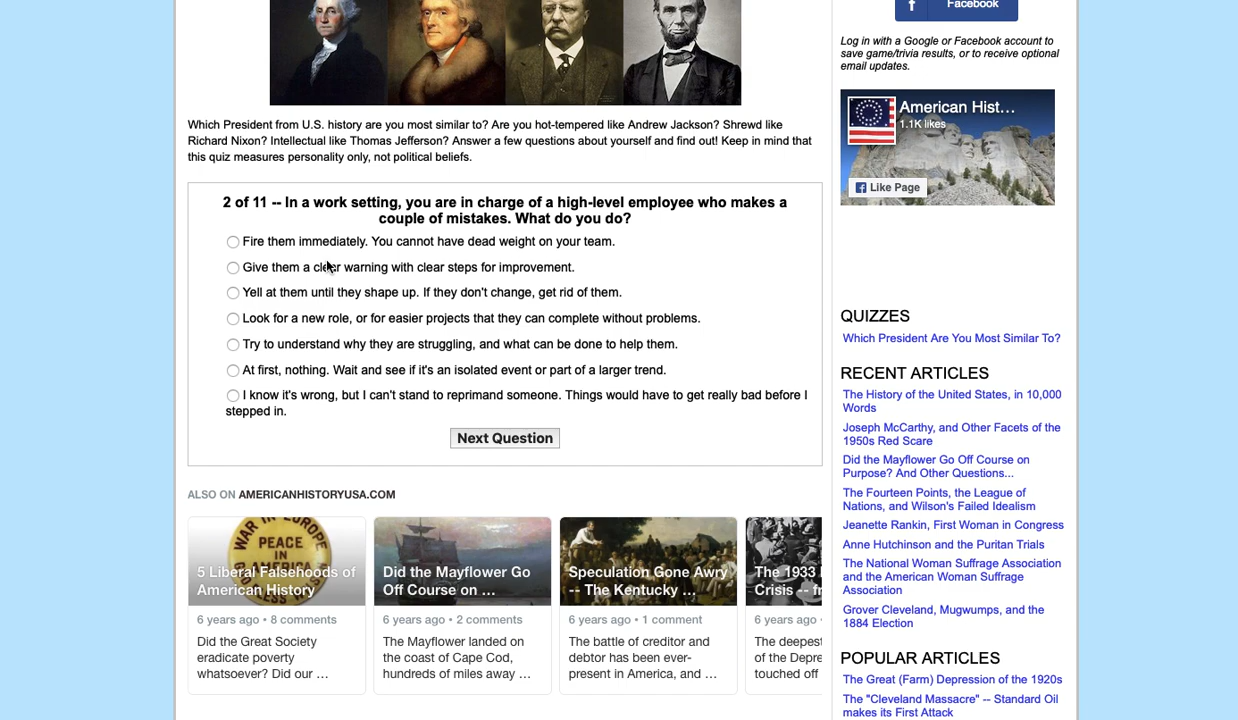 Facebook
Log in with a Google or Facebook account to
save game/trivia results, or to receive optional
email updates.
American Hist...
1.1K likes
Like Page
Which President from U.S. history are you most similar to? Are you hot-tempered like Andrew Jackson? Shrewd like
Richard Nixon? Intellectual like Thomas Jefferson? Answer a few questions about yourself and find out! Keep in mind that
this quiz measures personality only, not political beliefs.
2 of 11 -- In a work setting, you are in charge of a high-level employee who makes a
couple of mistakes. What do you do?
Fire them immediately. You cannot have dead weight on your team.
Give them a clear warning with clear steps for improvement.
Yell at them until they shape up. If they don't change, get rid of them.
Look for a new role, or for easier projects that they can complete without problems.
Try to understand why they are struggling, and what can be done to help them.
At first, nothing. Wait and see if it's an isolated event or part of a larger trend.
I know it's wrong, but I can't stand to reprimand someone. Things would have to get really bad before I
stepped in.
Next Question
ALSO ON AMERICANHISTORYUSA.COM
WAR IN EUROPE
PEACE
IN
5 Liberal Falsehoods of
American History
6 years ago • 8 comments
Did the Great Society
eradicate poverty
whatsoever? Did our ...
Did the Mayflower Go
Off Course on ...
6 years ago • 2 comments
The Mayflower landed on
the coast of Cape Cod,
hundreds of miles away ...
Speculation Gone Awry
-- The Kentucky ...
6 years ago • 1 comment
The battle of creditor and
debtor has been ever-
present in America, and ...
The 1933
Crisis -- fr
6 years ago •
The deepest
of the Depre
touched off
QUIZZES
Which President Are You Most Similar To?
RECENT ARTICLES
The History of the United States, in 10,000
Words
Joseph McCarthy, and Other Facets of the
1950s Red Scare
Did the Mayflower Go Off Course on
Purpose? And Other Questions...
The Fourteen Points, the League of
Nations, and Wilson's Failed Idealism
Jeanette Rankin, First Woman in Congress
Anne Hutchinson and the Puritan Trials
The National Woman Suffrage Association
and the American Woman Suffrage
Association
Grover Cleveland, Mugwumps, and the
1884 Election
POPULAR ARTICLES
The Great (Farm) Depression of the 1920s
The "Cleveland Massacre" -- Standard Oil
makes its First Attack